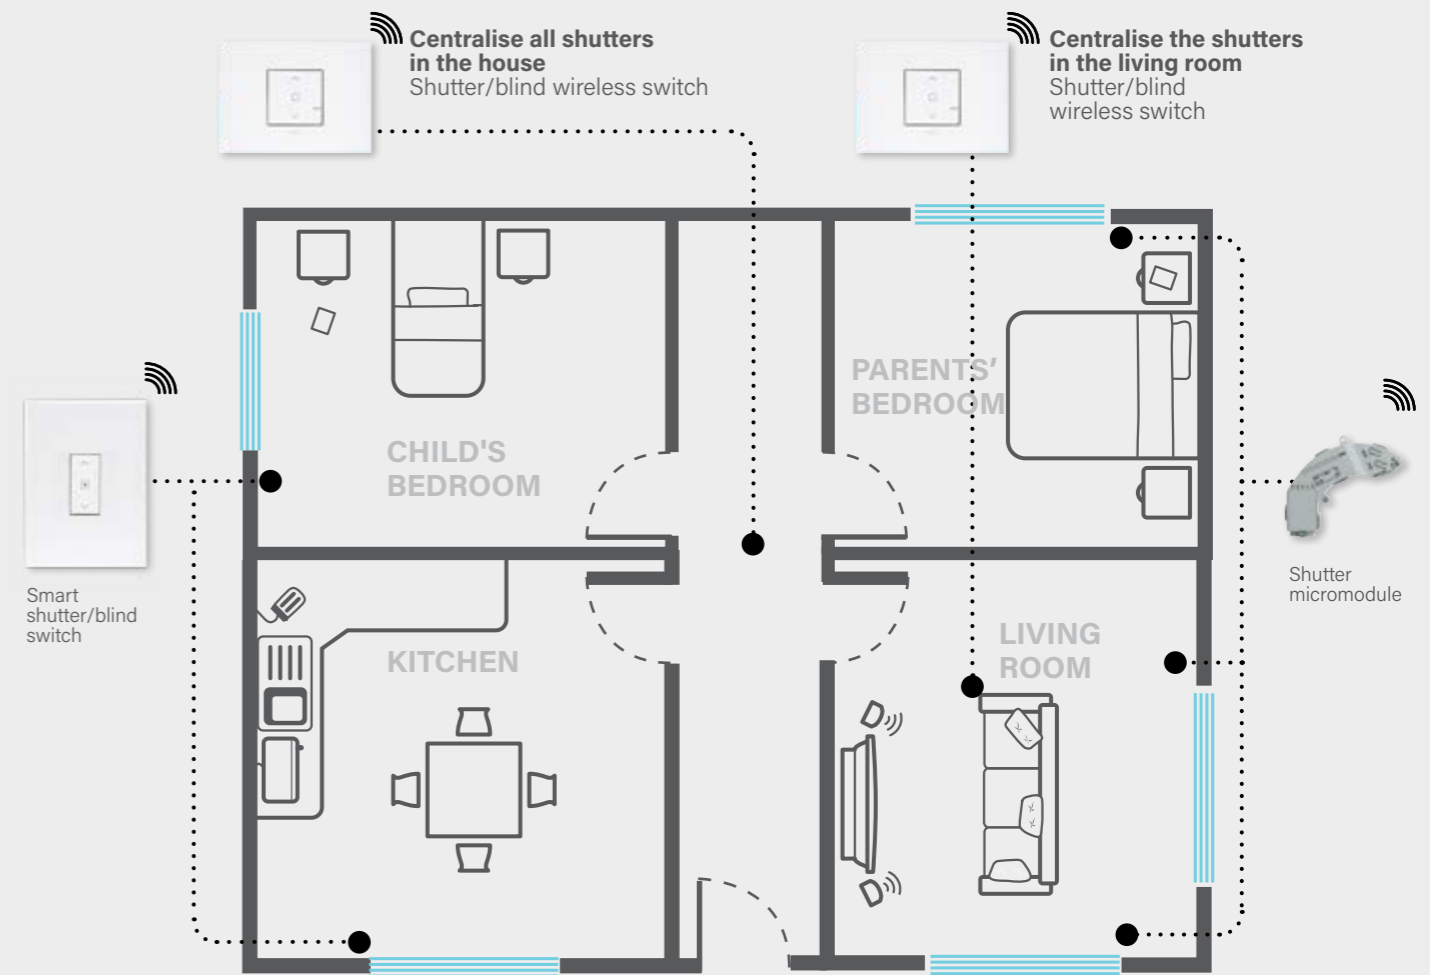 Centralise all shutters
in the house
Shutter/blind wireless switch
Centralise the shutters
in the living room
Shutter/blind
wireless switch
PARENTS’
BEDROOM
CHILD'S
BEDROOM
Smart
shutter/blind
switch
Shutter
micromodule
KITCHEN
LIVING
ROOM